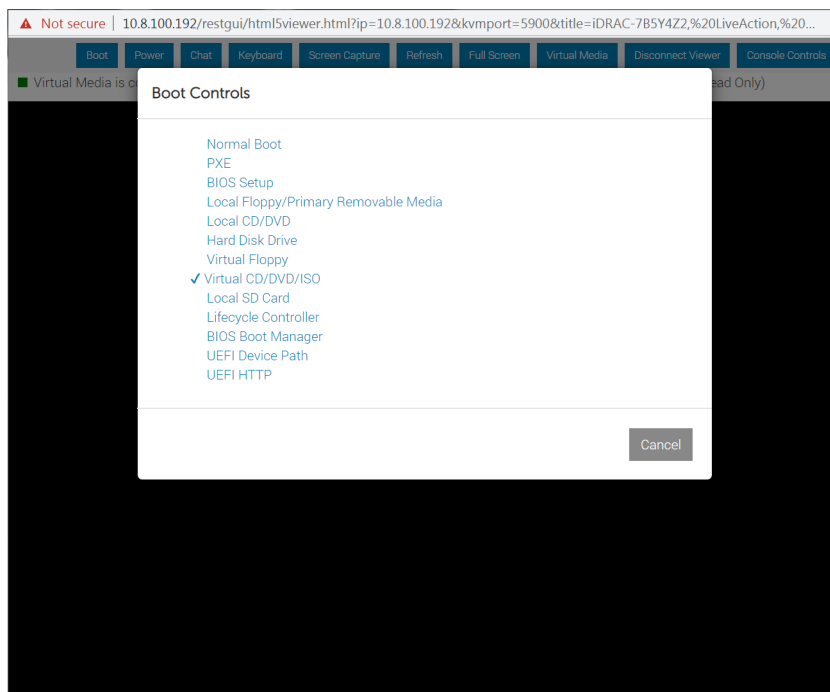 Not secure | 10.8.100.192/restgui/html5viewer.html?ip=10.8.100.192&kvmport=5900&title=iDRAC-7B5Y4Z2,%20LiveAction,%20...
Boot Power Chat Keyboard Screen Capture Refresh Full Screen Virtual Media Disconnect Viewer Console Controls
Virtual Media is Only)
Boot Controls
Normal Boot
PXE
BIOS Setup
Local Floppy/Primary Removable Media
Local CD/DVD
Hard Disk Drive
Virtual Floppy
✓ Virtual CD/DVD/ISO
Local SD Card
Lifecycle Controller
BIOS Boot Manager
UEFI Device Path
UEFI HTTP
Cancel